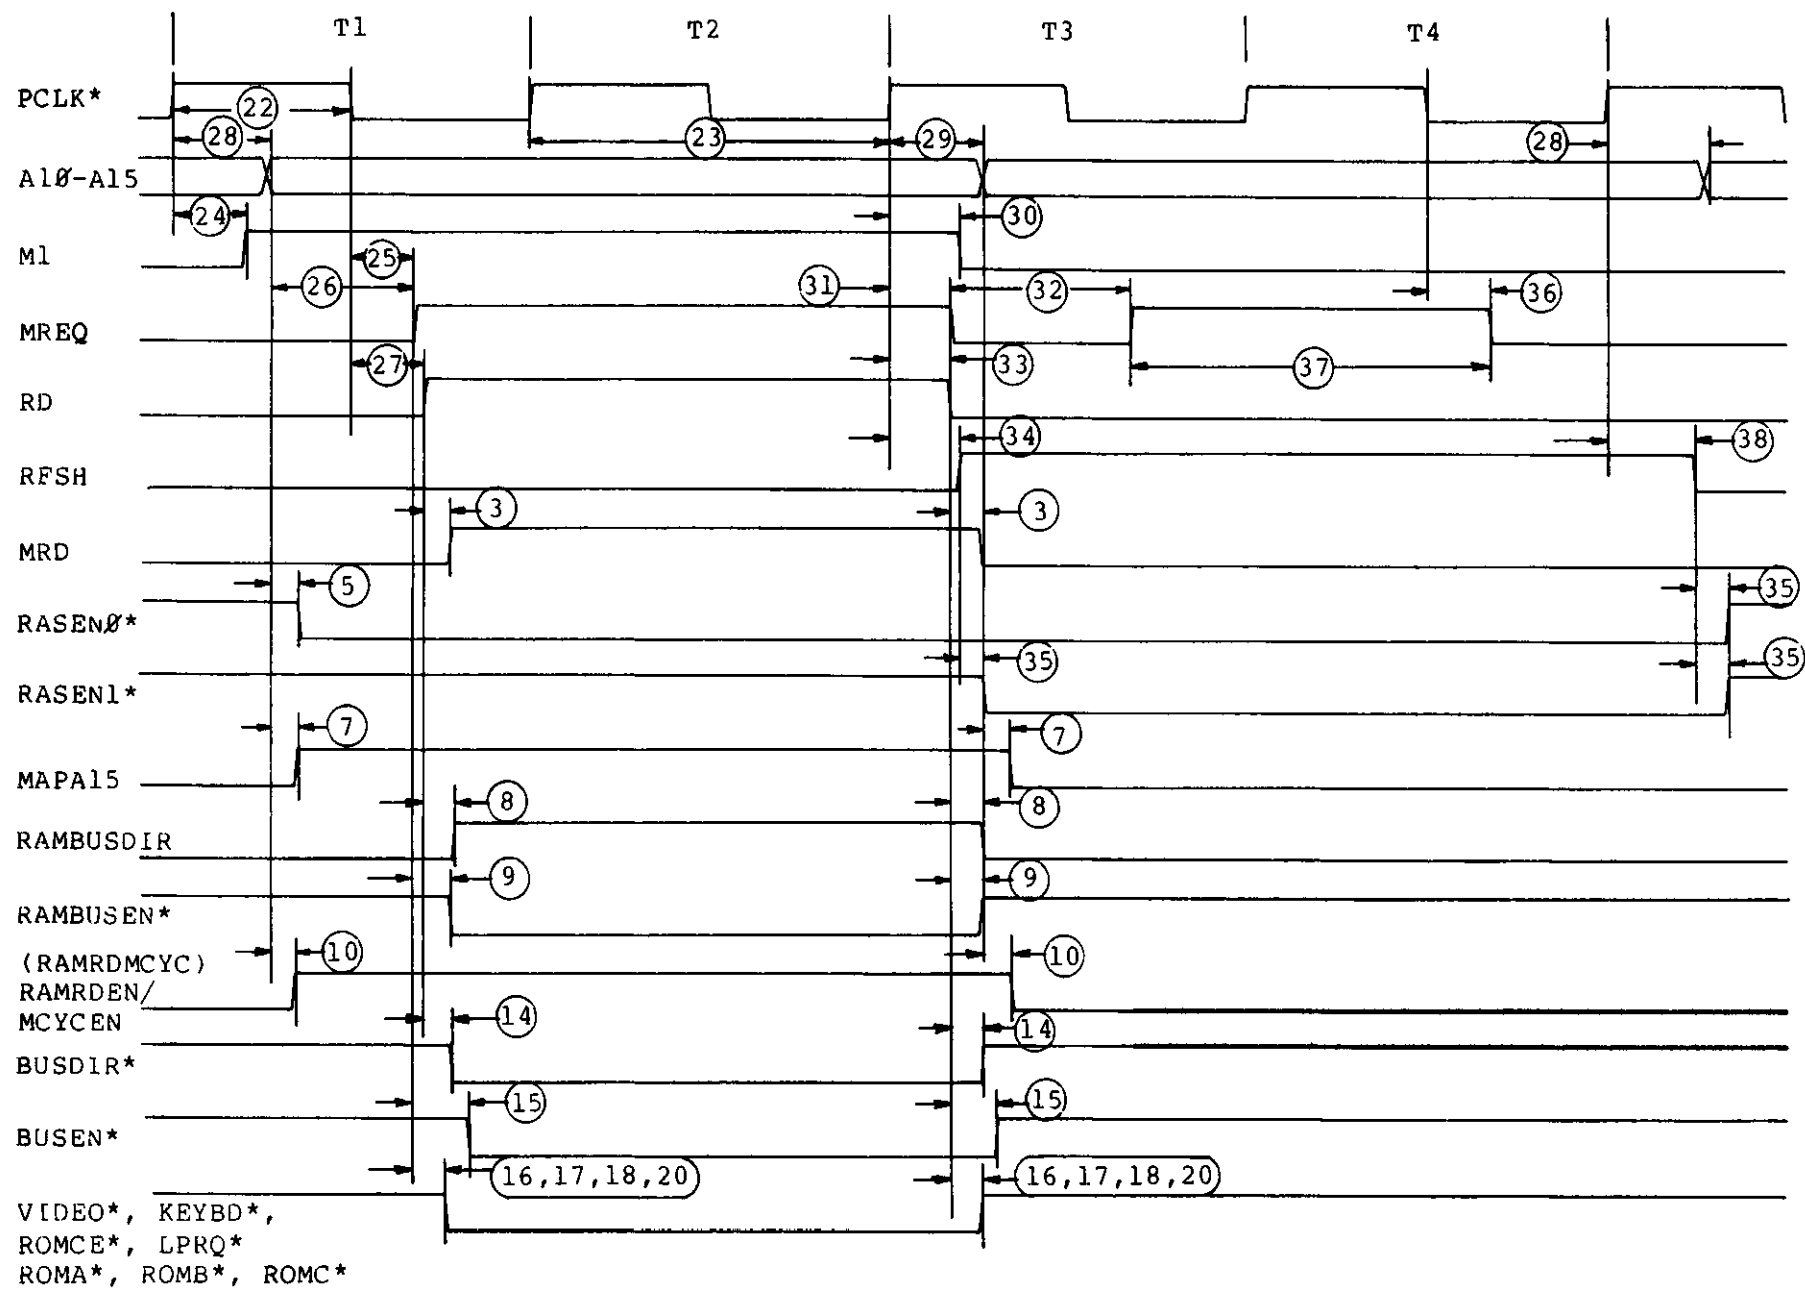 T1 T2 T3 T4
PCLK*
22
28 23 29 28
A10-A15
24 30
M1
25
26 31 32 36
MREQ
27 33 37
RD
34 38
RFSH
3 3
MRD
5 35
RASEN0*
35 35
RASEN1*
7 7
MAPA15
8 8
RAMBUSDIR
9 9
RAMBUSEN*
10 10
(RAMRDMCYC)
RAMRDEN/
MCYCEN
14 14
BUSDIR*
15 15
BUSEN*
16,17,18,20 16,17,18,20
VIDEO*, KEYBD*,
ROMCE*, LPRQ*
ROMA*, ROMB*, ROMC*